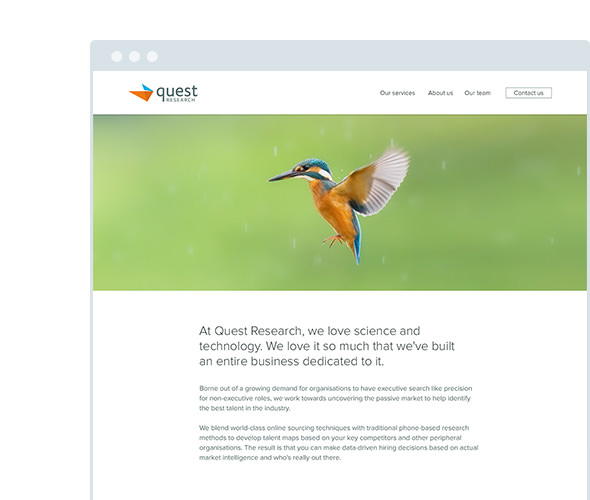 quest
RESEARCH
Our services About us Our team Contact us
At Quest Research, we love science and
technology. We love it so much that we've built
an entire business dedicated to it.
Borne out of a growing demand for organisations to have executive search like precision
for non-executive roles, we work towards uncovering the passive market to help identify
the best talent in the industry.
We blend world-class online sourcing techniques with traditional phone-based research
methods to develop talent maps based on your key competitors and other peripheral
organisations. The result is that you can make data-driven hiring decisions based on actual
market intelligence and who's really out there.